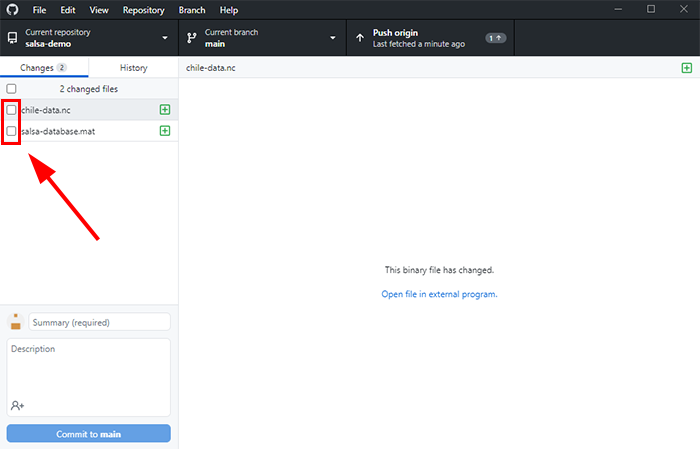 File Edit View Repository Branch Help
Current repository
salsa-demo
Current branch
main
Push origin
Last fetched a minute ago
1
Changes 2
History
chile-data.nc
2 changed files
chile-data.nc
salsa-database.mat
This binary file has changed.
Open file in external program.
Summary (required)
Description
Commit to main